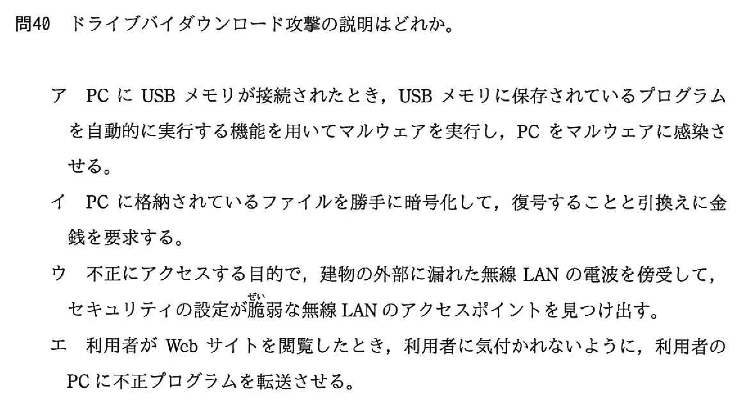 問40 ドライブバイダウンロード攻撃の説明はどれか。
ア PC に USB メモリが接続されたとき，USB メモリに保存されているプログラム
を自動的に実行する機能を用いてマルウェアを実行し，PC をマルウェアに感染さ
せる。
イ PC に格納されているファイルを勝手に暗号化して，復号することと引換えに金
銭を要求する。
ウ 不正にアクセスする目的で，建物の外部に漏れた無線 LAN の電波を傍受して，
ぜい
セキュリティの設定が脆弱な無線 LAN のアクセスポイントを見つけ出す。
エ 利用者が Web サイトを閲覧したとき，利用者に気付かれないように，利用者の
PC に不正プログラムを転送させる。